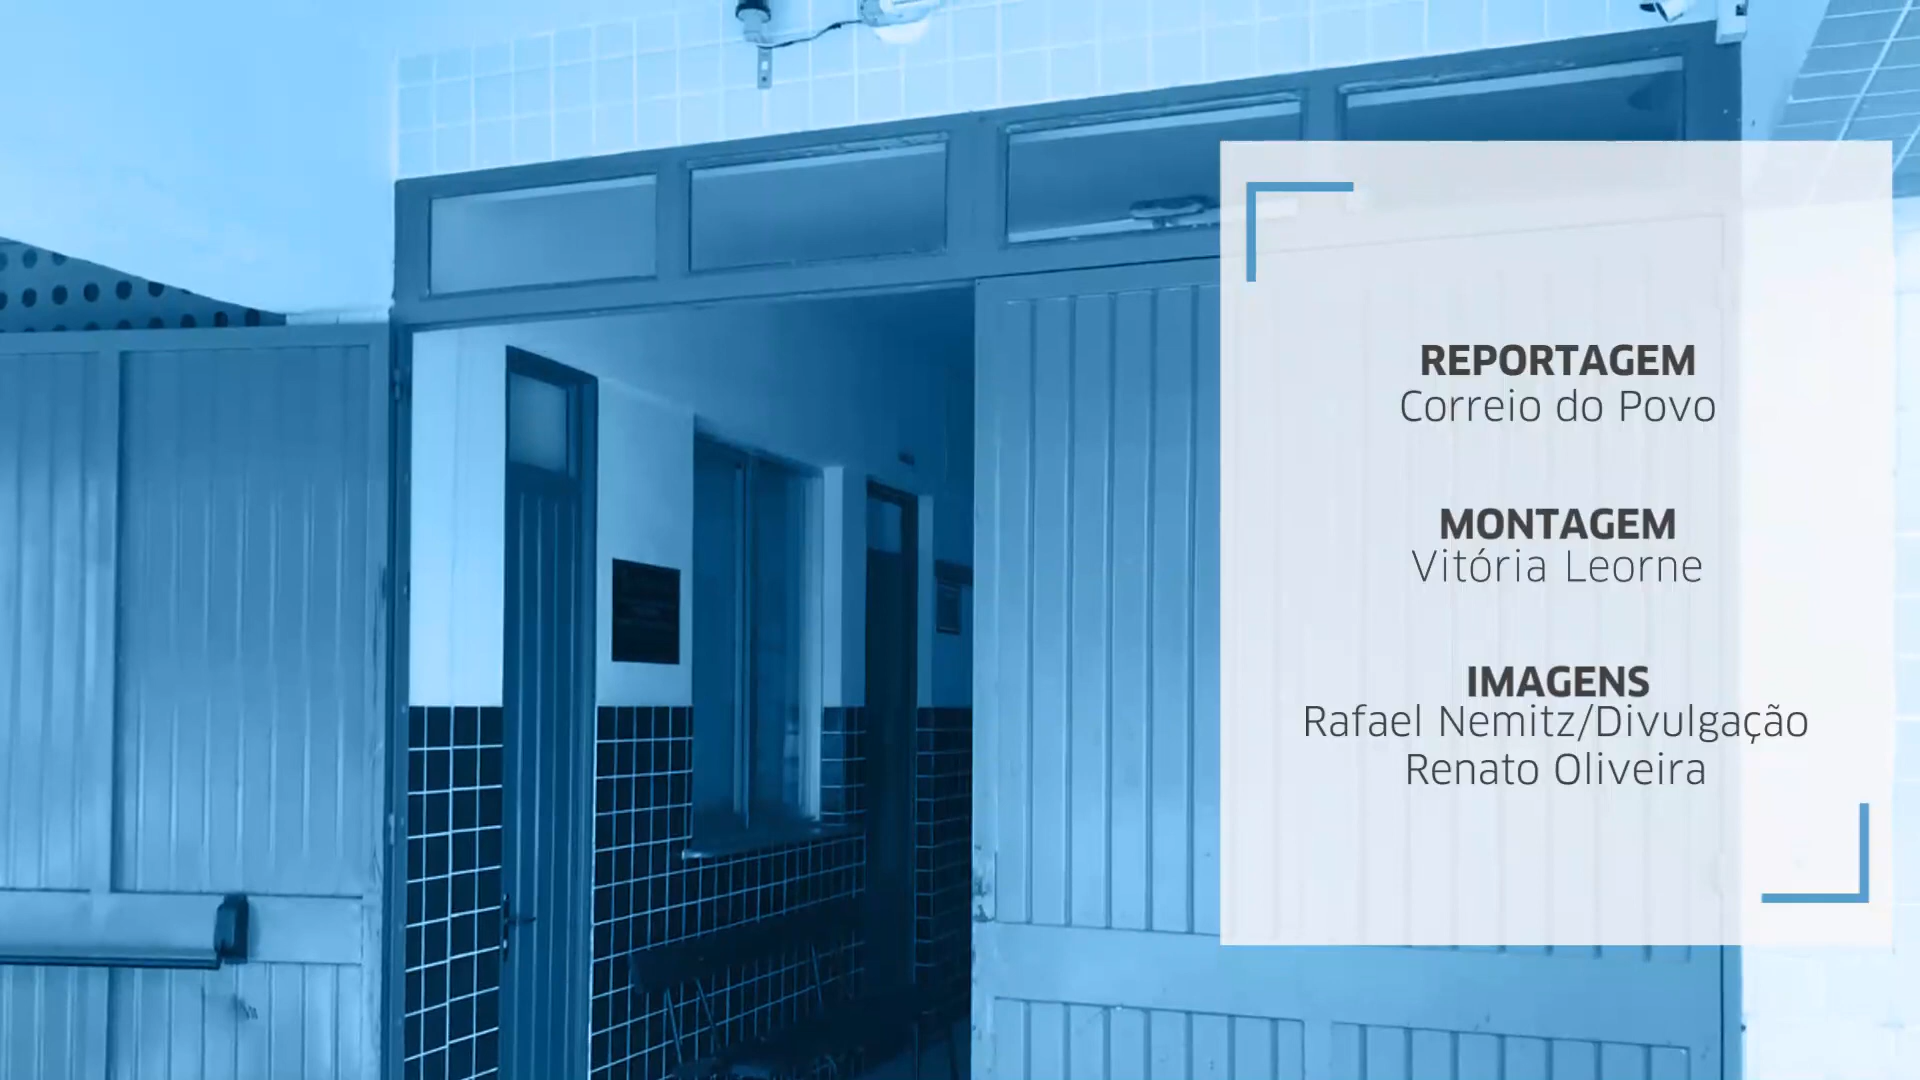 REPORTAGEM
Correio do Povo
MONTAGEM
Vitória Leorne
IMAGENS
Rafael Nemitz/Divulgação
Renato Oliveira